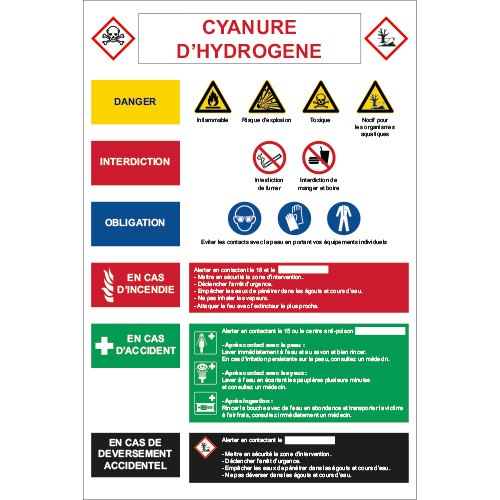 CYANURE
D'HYDROGENE
DANGER
Inflammable
Risque d'explosion
Toxique
Nocif pour
les organismes
aquatiques
INTERDICTION
Interdiction
de fumer
Interdiction de
manger et boire
OBLIGATION
Eviter les contacts avec la peau en portant vos équipements individuels
EN CAS
D'INCENDIE
Alerter en contactant le 18 et le
- Mettre en sécurité la zone d'intervention.
- Déclencher l'arrêt d'urgence.
- Empêcher les eaux de pénétrer dans les égouts et cours d'eau.
- Ne pas inhaler les vapeurs.
- Attaquer le feu avec l'extincteur le plus proche.
EN CAS
D'ACCIDENT
Alerter en contactant le 15 ou le centre anti-poison
- Après contact avec la peau :
Laver immédiatement à l'eau et au savon et bien rincer.
En cas d'irritation persistante sur la peau, consultez un médecin.
- Après contact avec les yeux :
Laver à l'eau en écartant les paupières plusieurs minutes
et consultez un médecin.
- Après ingestion :
Rincer la bouche avec de l'eau en abondance et transporter la victime
à l'air frais, consultez immédiatement un médecin.
EN CAS DE
DEVERSEMENT
ACCIDENTEL
Alerter en contactant le
- Mettre en sécurité la zone d'intervention.
- Déclencher l'arrêt d'urgence.
- Empêcher les eaux de pénétrer dans les égouts et cours d'eau.
- Ne pas déverser dans les égouts et cours d'eau.